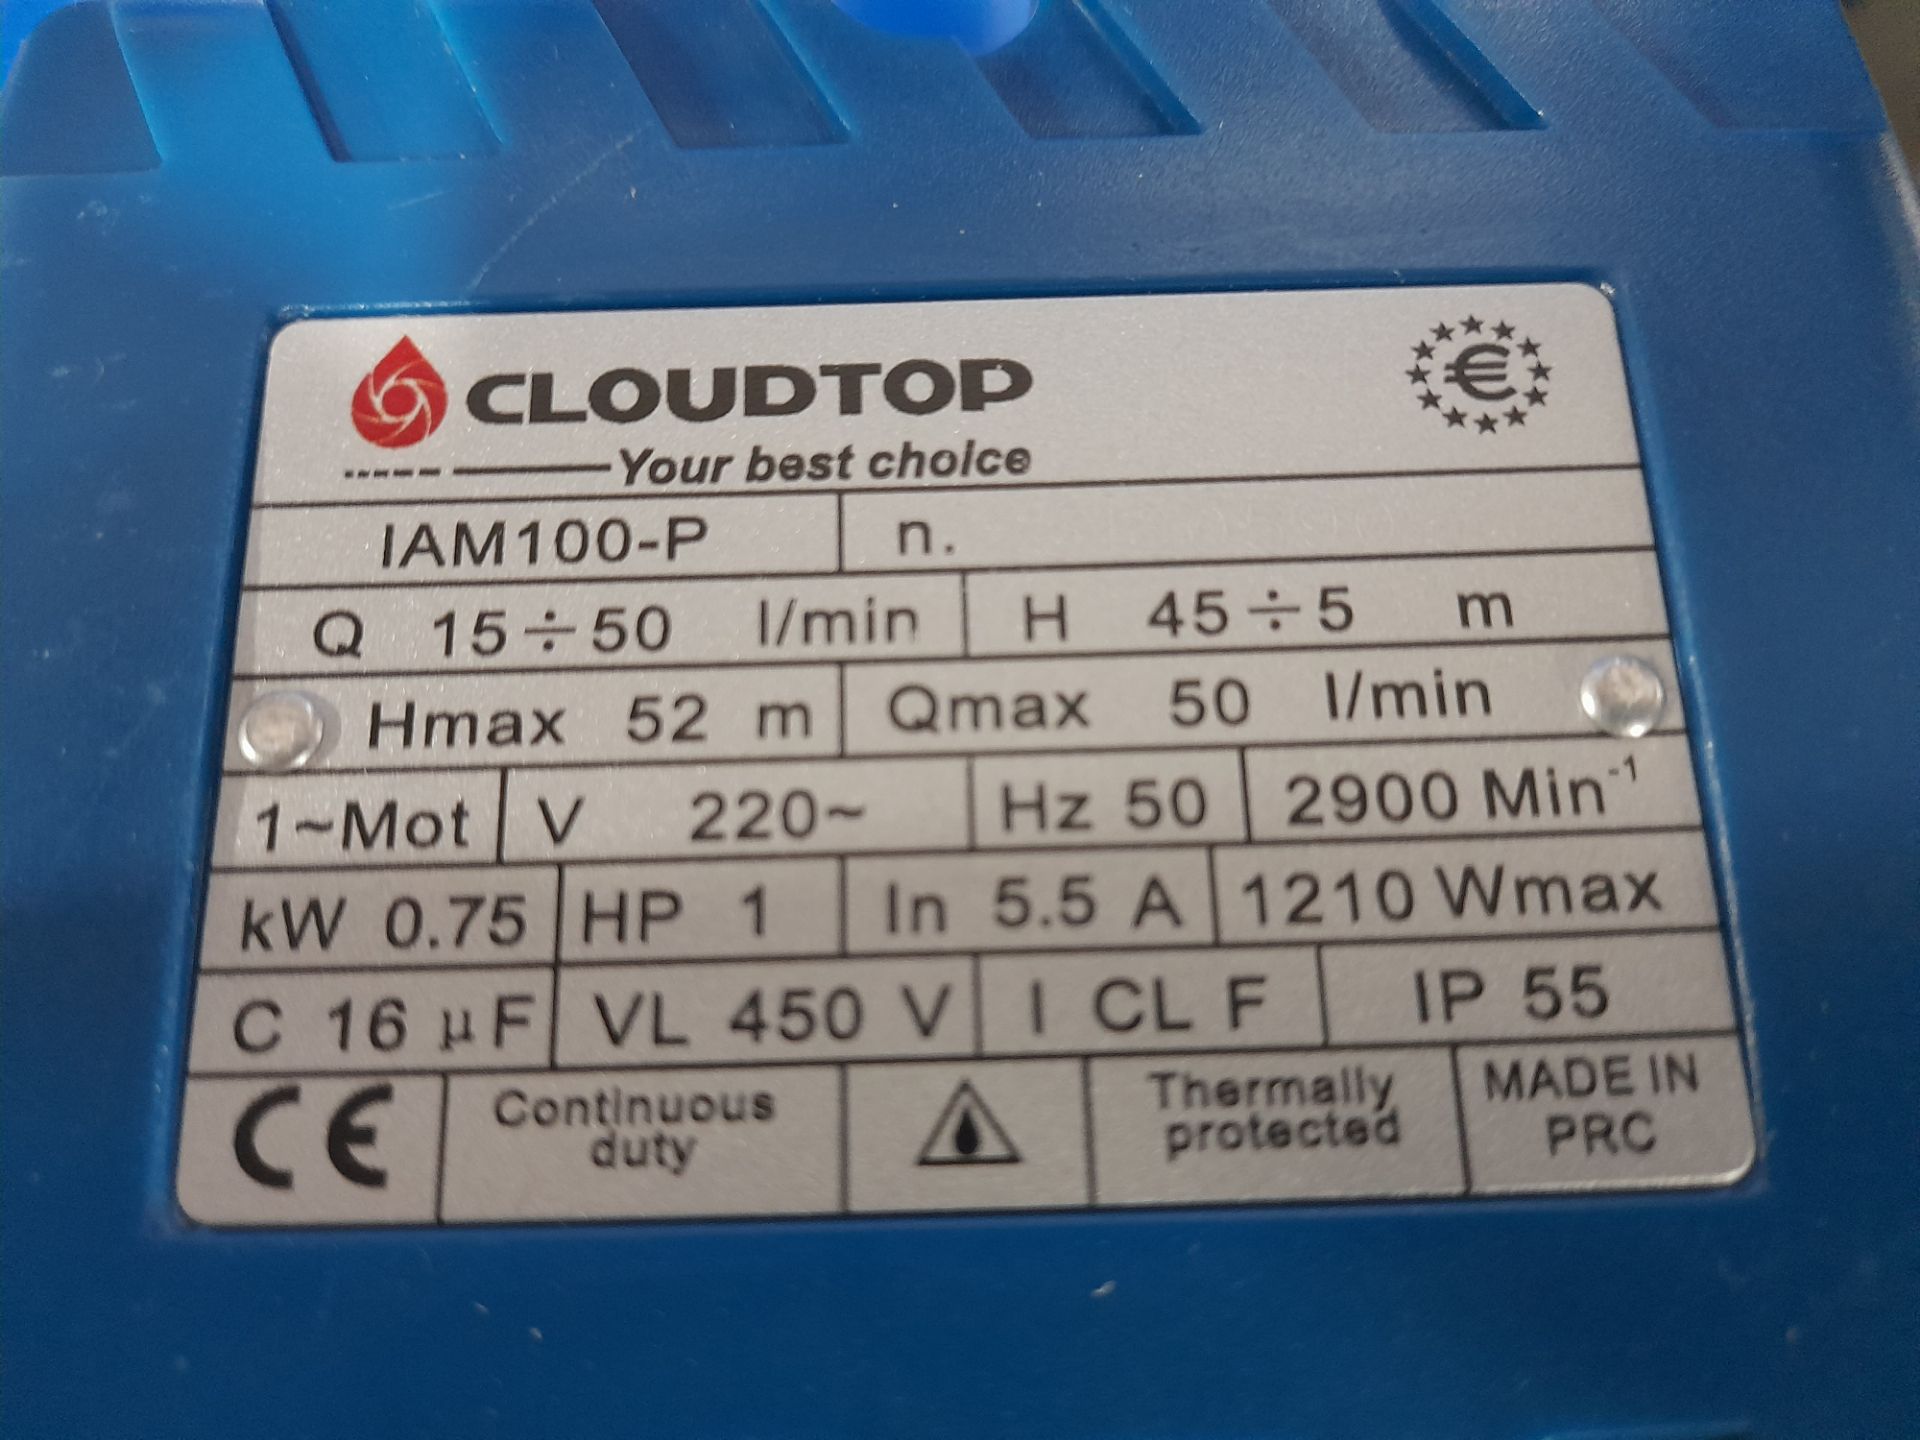 CLOUDTOP
€
Your best choice
IAM100-P n.
Q 15÷50 l/min H 45÷5 m
Hmax 52 m Qmax 50 l/min
1~Mot V 220~ Hz 50 2900 Min⁻¹
kW 0.75 HP 1 In 5.5 A 1210 Wmax
C 16 µF VL 450 V I CL F IP 55
CE Continuous duty Thermally protected MADE IN PRC